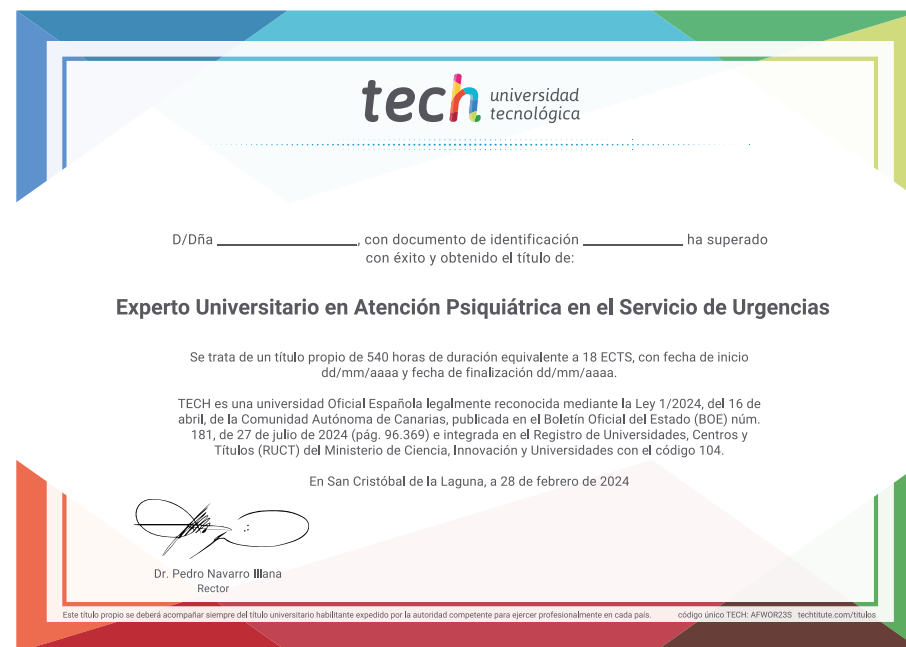 tech universidad
tecnológica
D/Dña ____________________, con documento de identificación ______________ ha superado
con éxito y obtenido el título de:
Experto Universitario en Atención Psiquiátrica en el Servicio de Urgencias
Se trata de un título propio de 540 horas de duración equivalente a 18 ECTS, con fecha de inicio
dd/mm/aaaa y fecha de finalización dd/mm/aaaa.
TECH es una universidad Oficial Española legalmente reconocida mediante la Ley 1/2024, del 16 de
abril, de la Comunidad Autónoma de Canarias, publicada en el Boletín Oficial del Estado (BOE) núm.
181, de 27 de julio de 2024 (pág. 96.369) e integrada en el Registro de Universidades, Centros y
Títulos (RUCT) del Ministerio de Ciencia, Innovación y Universidades con el código 104.
En San Cristóbal de la Laguna, a 28 de febrero de 2024
Dr. Pedro Navarro Illana
Rector
Este título propio se deberá acompañar siempre del título universitario habilitante expedido por la autoridad competente para ejercer profesionalmente en cada país. código único TECH: AFWOR23S techtitute.com/titulos